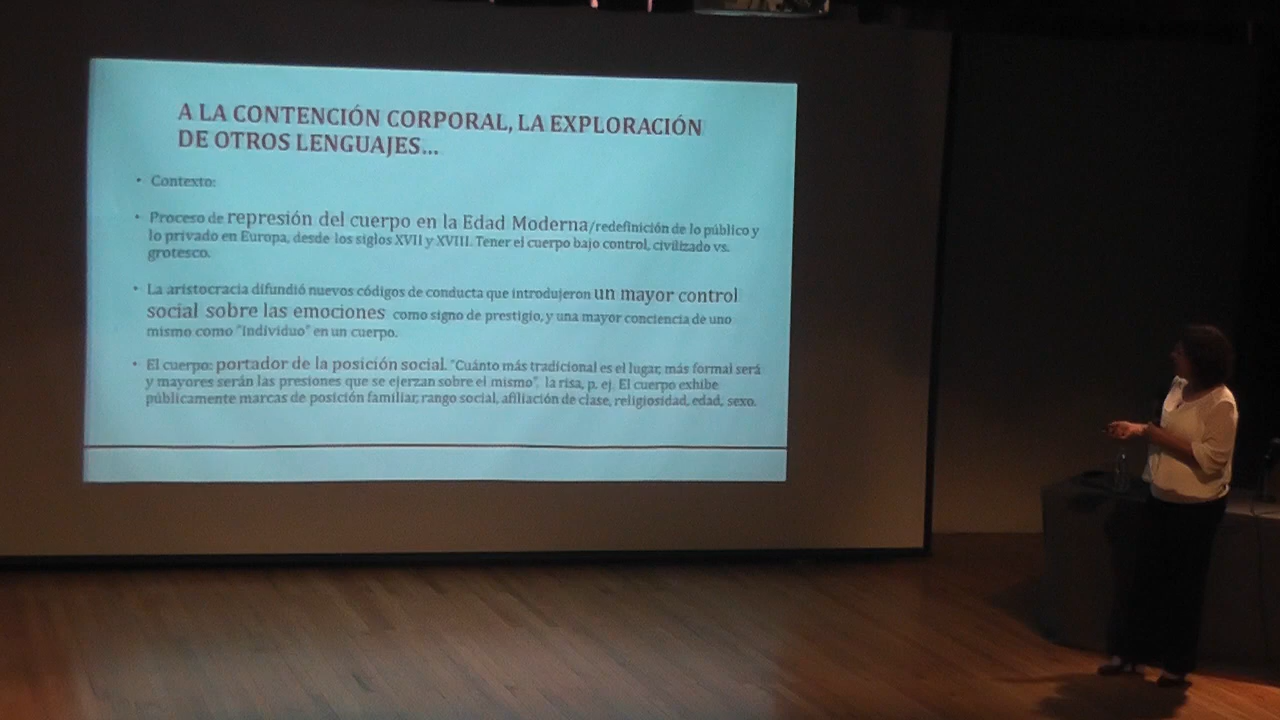 A LA CONTENCIÓN CORPORAL, LA EXPLORACIÓN
DE OTROS LENGUAJES...
• Contexto:
• Proceso de represión del cuerpo en la Edad Moderna/redefinición de lo público y
lo privado en Europa, desde los siglos XVII y XVIII. Tener el cuerpo bajo control, civilizado vs.
grotesco.
• La aristocracia difundió nuevos códigos de conducta que introdujeron un mayor control
social sobre las emociones como signo de prestigio, y una mayor conciencia de uno
mismo como "individuo" en un cuerpo.
• El cuerpo: portador de la posición social. "Cuánto más tradicional es el lugar, más formal será
y mayores serán las presiones que se ejerzan sobre el mismo", la risa, p. ej. El cuerpo exhibe
públicamente marcas de posición familiar, rango social, afiliación de clase, religiosidad, edad, sexo.